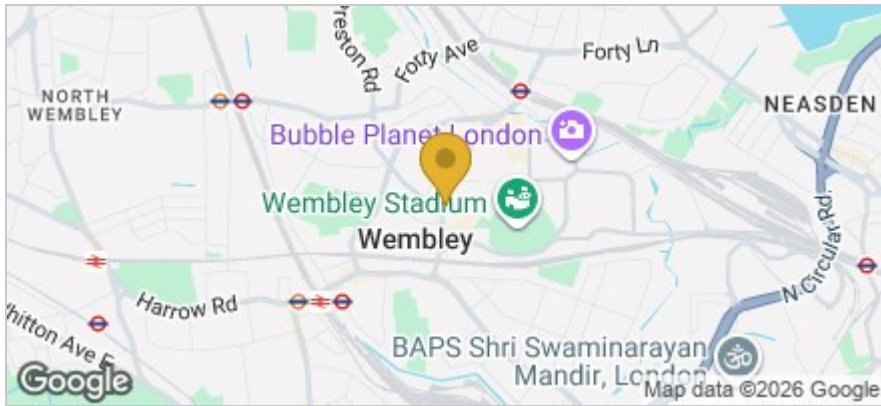 Preston Rd
Forty Ave
Forty Ln
NORTH
WEMBLEY
NEASDEN
Bubble Planet London
Wembley Stadium
Wembley
N Circular Rd.
Harrow Rd
Whitton Ave E
BAPS Shri Swaminarayan
Mandir, London
Google
Map data ©2026 Google